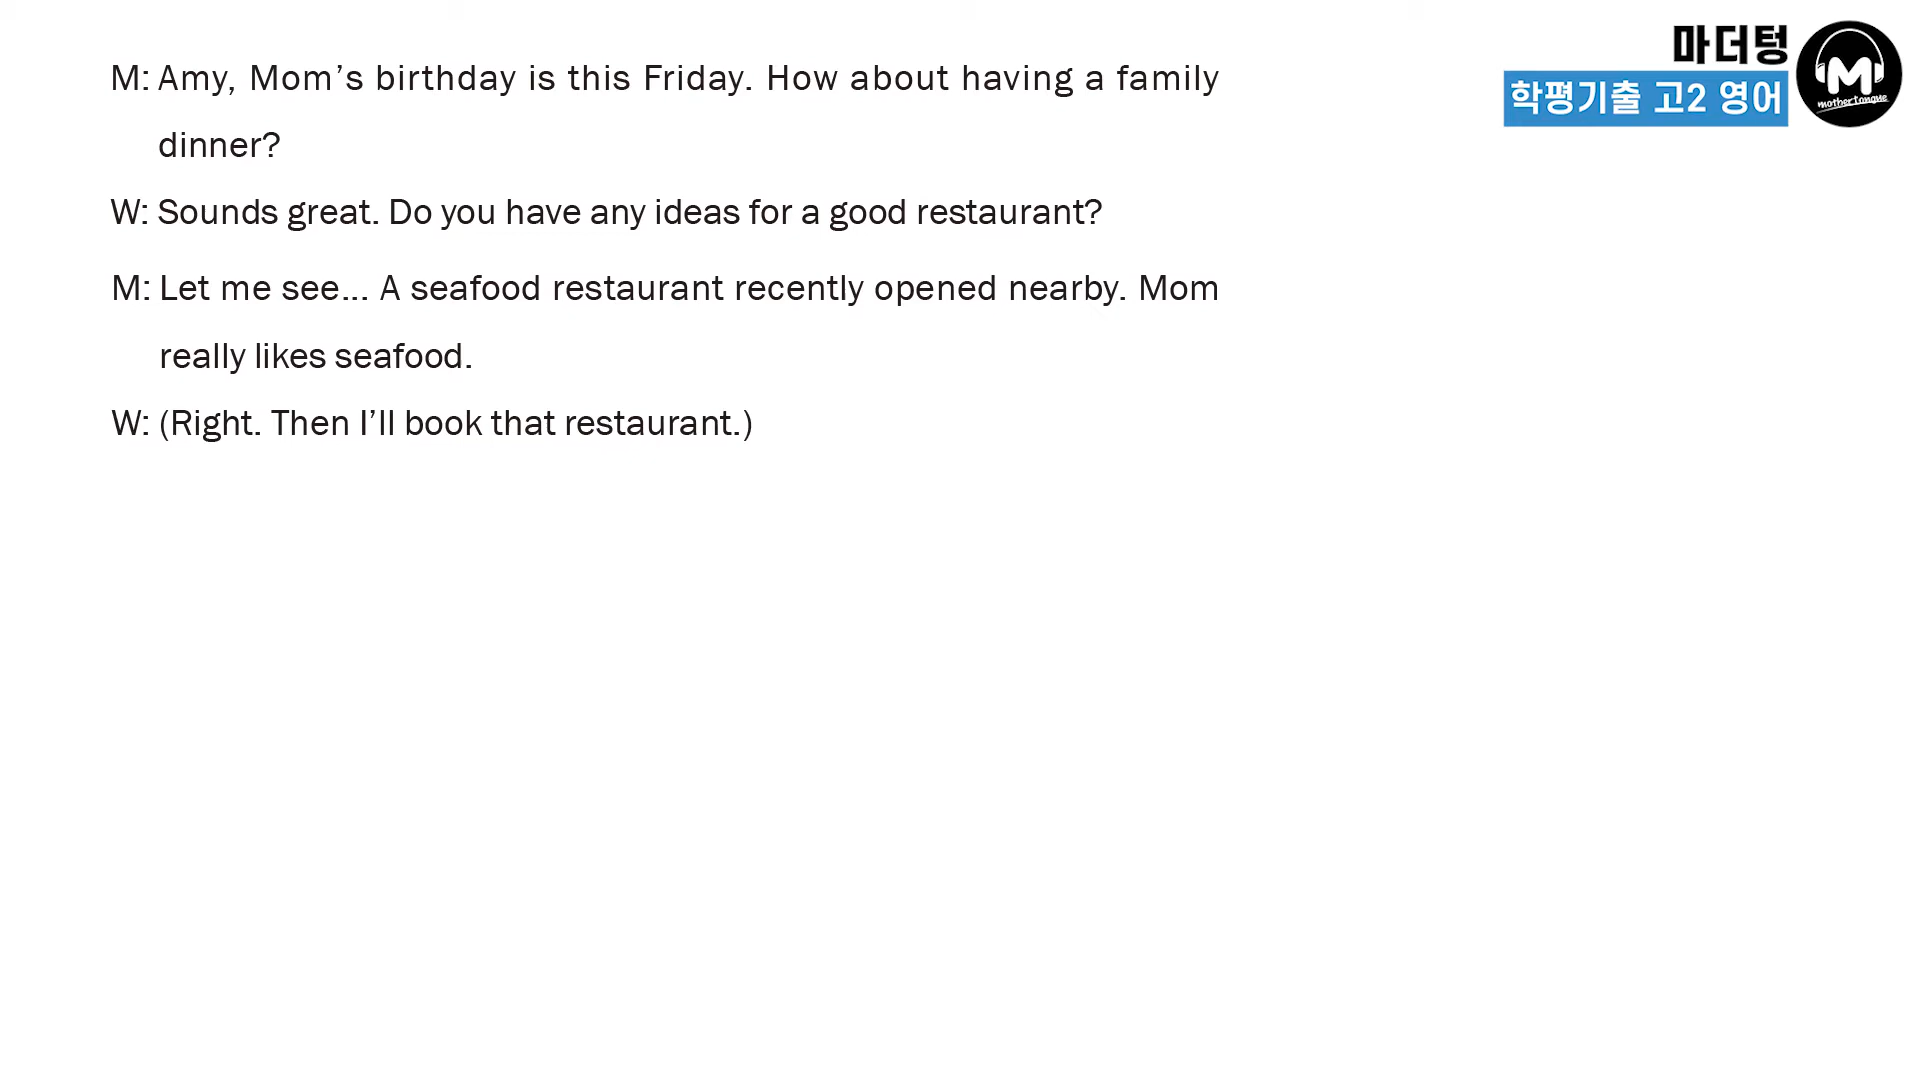 마더텅
학평기출 고2 영어
M
mothertongue
M: Amy, Mom’s birthday is this Friday. How about having a family
dinner?
W: Sounds great. Do you have any ideas for a good restaurant?
M: Let me see... A seafood restaurant recently opened nearby. Mom
really likes seafood.
W: (Right. Then I’ll book that restaurant.)